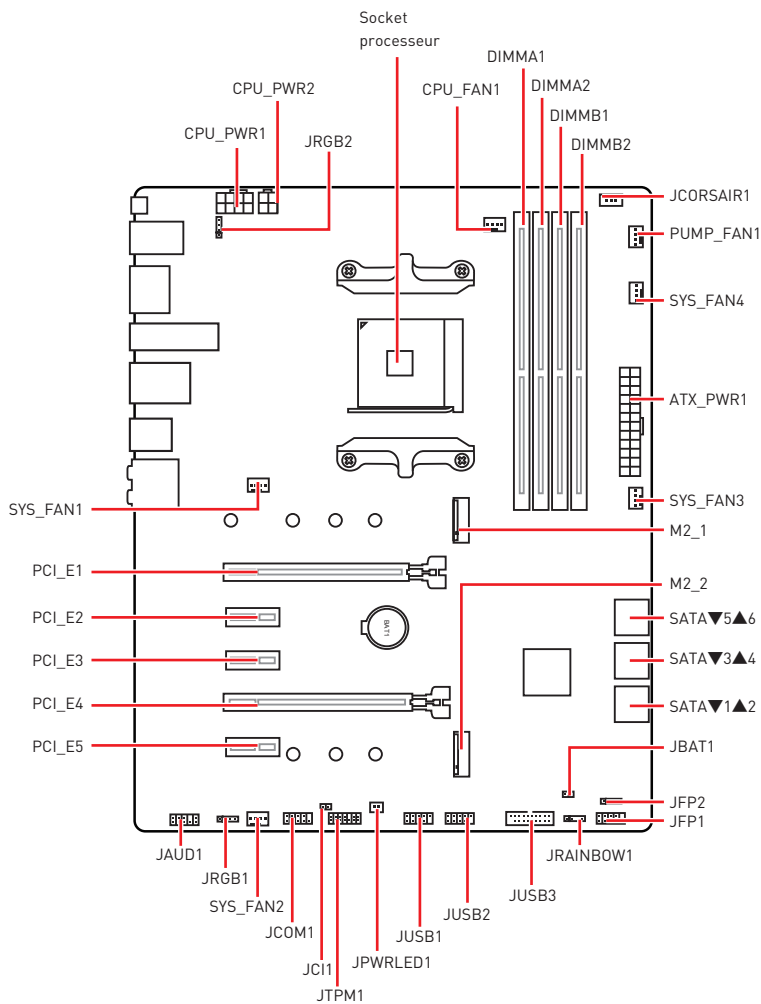 Socket
processeur
DIMMA1
DIMMA2
CPU_FAN1
CPU_PWR2
DIMMB1
CPU_PWR1
JRGB2
DIMMB2
JCORSAIR1
PUMP_FAN1
SYS_FAN4
ATX_PWR1
SYS_FAN1
SYS_FAN3
M2_1
PCI_E1
M2_2
PCI_E2
BAT1
SATA▼5▲6
PCI_E3
SATA▼3▲4
PCI_E4
SATA▼1▲2
PCI_E5
JBAT1
JFP2
JFP1
JAUD1
JRAINBOW1
JRGB1
JUSB3
SYS_FAN2
JUSB2
JCOM1
JUSB1
JCI1
JPWRLED1
JTPM1